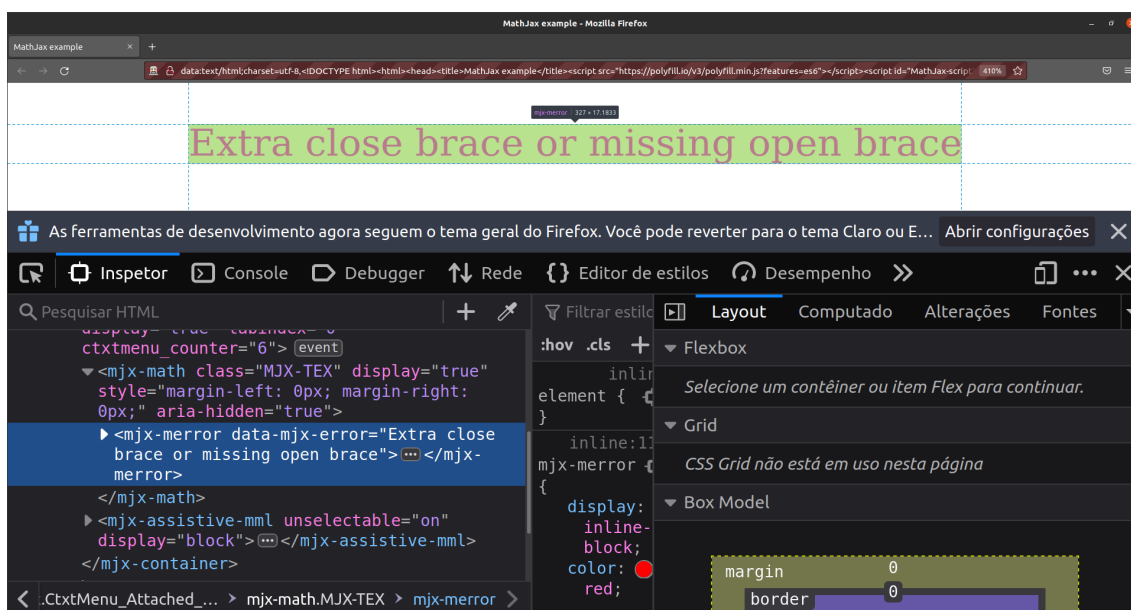 MathJax example - Mozilla Firefox
MathJax example
data:text/html;charset=utf-8,<!DOCTYPE html><html><head><title>MathJax example</title><script src="https://polyfill.io/v3/polyfill.min.js?features=es6"></script><script id="MathJax-script 410%
mjx-merror 327 × 17.1833
Extra close brace or missing open brace
As ferramentas de desenvolvimento agora seguem o tema geral do Firefox. Você pode reverter para o tema Claro ou E… Abrir configurações
Inspetor Console Debugger Rede Editor de estilos Desempenho
Pesquisar HTML
display="true" tabindex="0"
ctxtmenu_counter="6"> event
<mjx-math class="MJX-TEX" display="true"
style="margin-left: 0px; margin-right:
0px;" aria-hidden="true">
<mjx-merror data-mjx-error="Extra close
brace or missing open brace"> </mjx-
merror>
</mjx-math>
<mjx-assistive-mml unselectable="on"
display="block"> </mjx-assistive-mml>
</mjx-container>
.CtxtMenu_Attached_... > mjx-math.MJX-TEX > mjx-merror
Filtrar estilo
:hov .cls +
inlin
element {
}
inline:11
mjx-merror
{
display:
inline-
block;
color:
red;
Layout Computado Alterações Fontes
Flexbox
Selecione um contêiner ou item Flex para continuar.
Grid
CSS Grid não está em uso nesta página
Box Model
margin 0
border 0